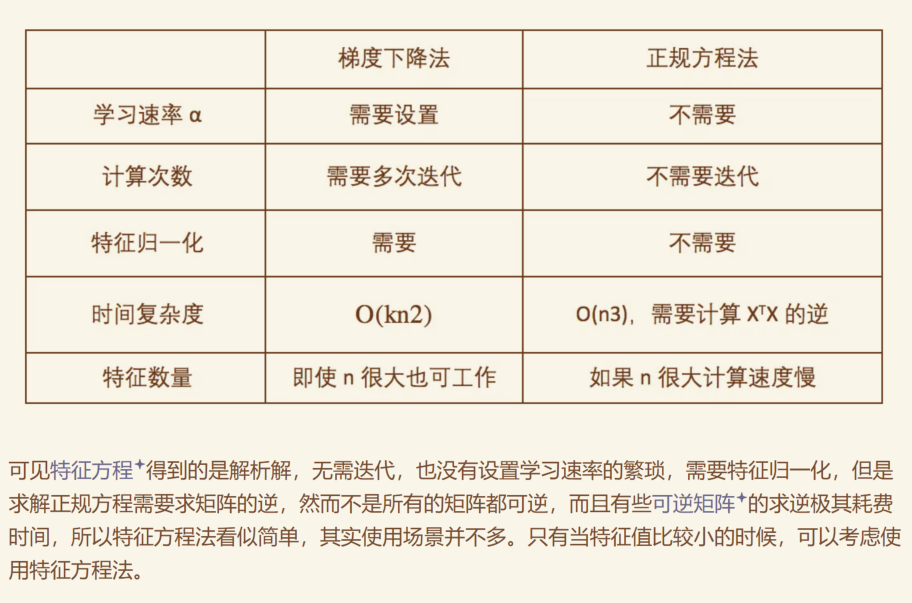 梯度下降法 正规方程法
学习速率 α 需要设置 不需要
计算次数 需要多次迭代 不需要迭代
特征归一化 需要 不需要
时间复杂度 O(kn2) O(n3)，需要计算 XᵀX 的逆
特征数量 即使 n 很大也可工作 如果 n 很大计算速度慢
可见特征方程得到的是解析解，无需迭代，也没有设置学习速率的繁琐，需要特征归一化，但是
求解正规方程需要求矩阵的逆，然而不是所有的矩阵都可逆，而且有些可逆矩阵的求逆极其耗费
时间，所以特征方程法看似简单，其实使用场景并不多。只有当特征值比较小的时候，可以考虑使
用特征方程法。